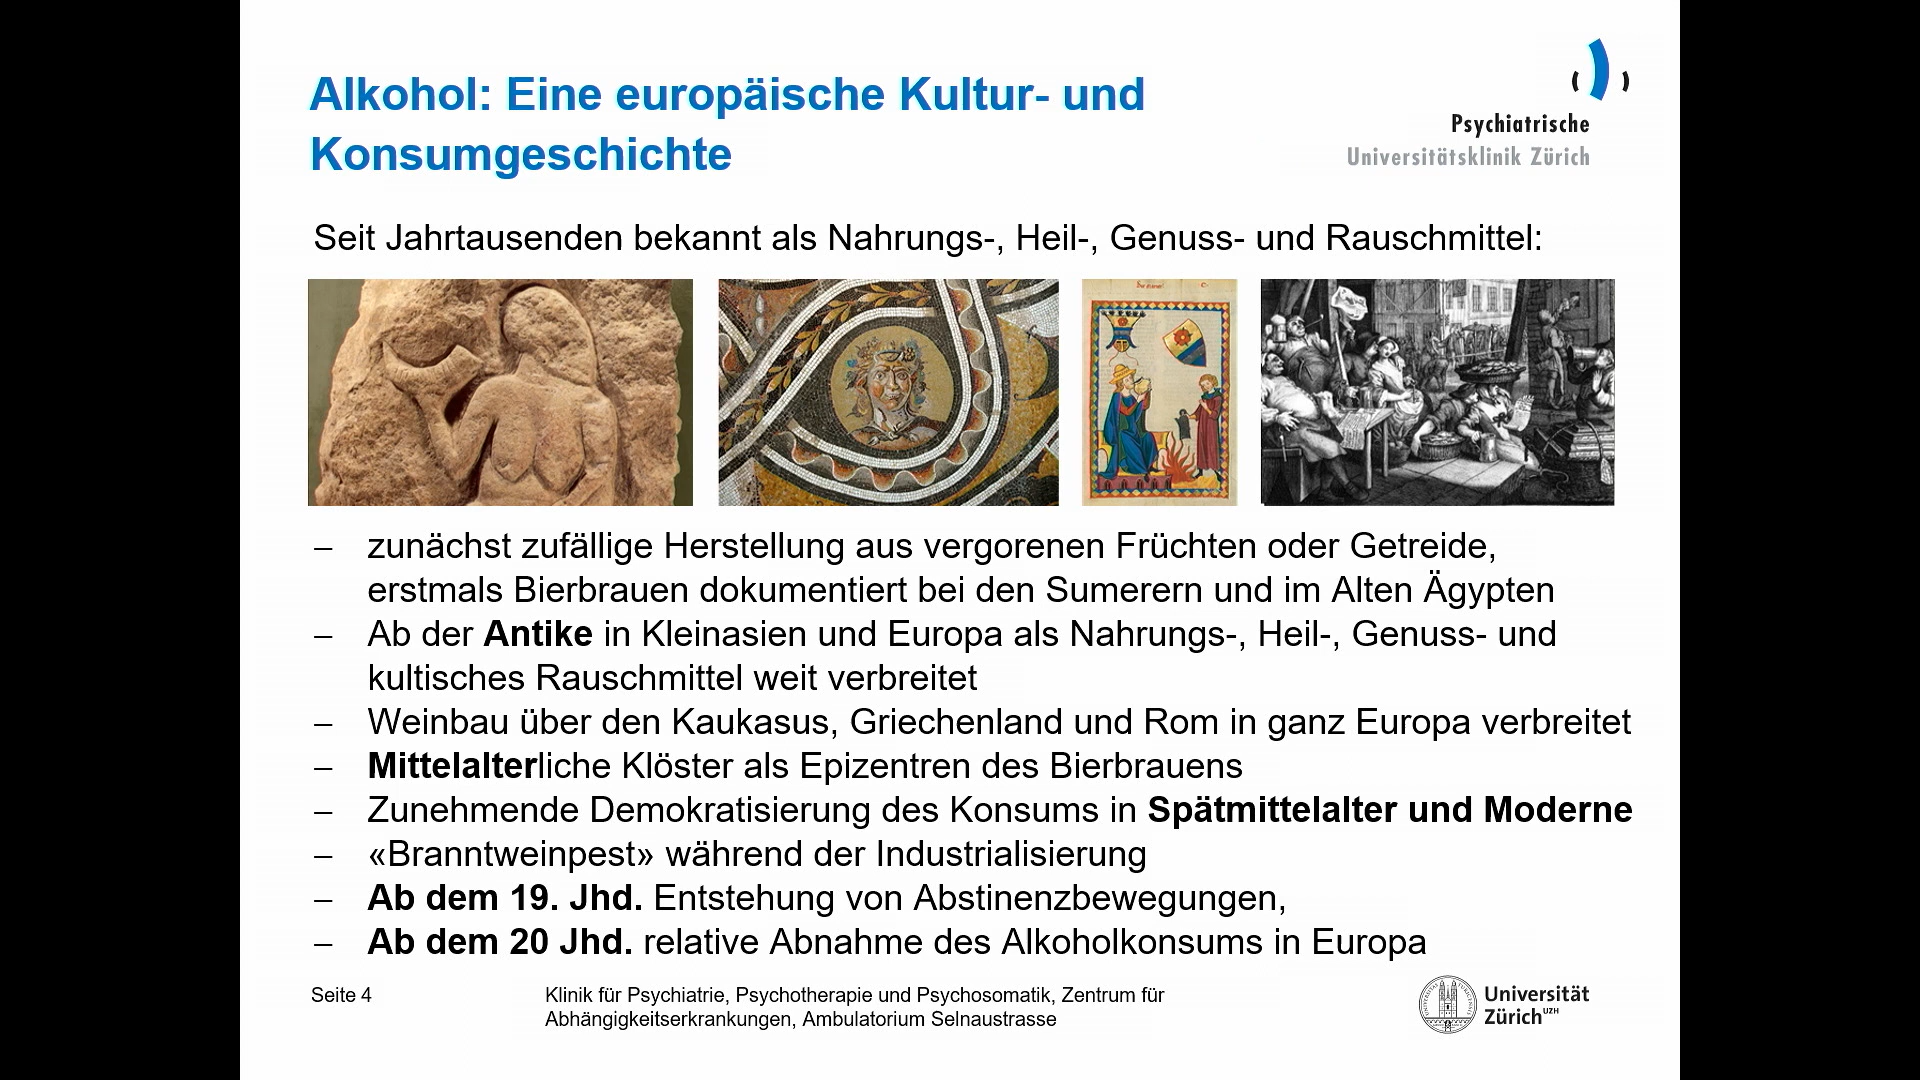 Alkohol: Eine europäische Kultur- und
Konsumgeschichte
Psychiatrische
Universitätsklinik Zürich
Seit Jahrtausenden bekannt als Nahrungs-, Heil-, Genuss- und Rauschmittel:
– zunächst zufällige Herstellung aus vergorenen Früchten oder Getreide,
erstmals Bierbrauen dokumentiert bei den Sumerern und im Alten Ägypten
– Ab der Antike in Kleinasien und Europa als Nahrungs-, Heil-, Genuss- und
kultisches Rauschmittel weit verbreitet
– Weinbau über den Kaukasus, Griechenland und Rom in ganz Europa verbreitet
– Mittelalterliche Klöster als Epizentren des Bierbrauens
– Zunehmende Demokratisierung des Konsums in Spätmittelalter und Moderne
– «Branntweinpest» während der Industrialisierung
– Ab dem 19. Jhd. Entstehung von Abstinenzbewegungen,
– Ab dem 20 Jhd. relative Abnahme des Alkoholkonsums in Europa
Seite 4
Klinik für Psychiatrie, Psychotherapie und Psychosomatik, Zentrum für
Abhängigkeitserkrankungen, Ambulatorium Selnaustrasse
Universität
Zürich UZH